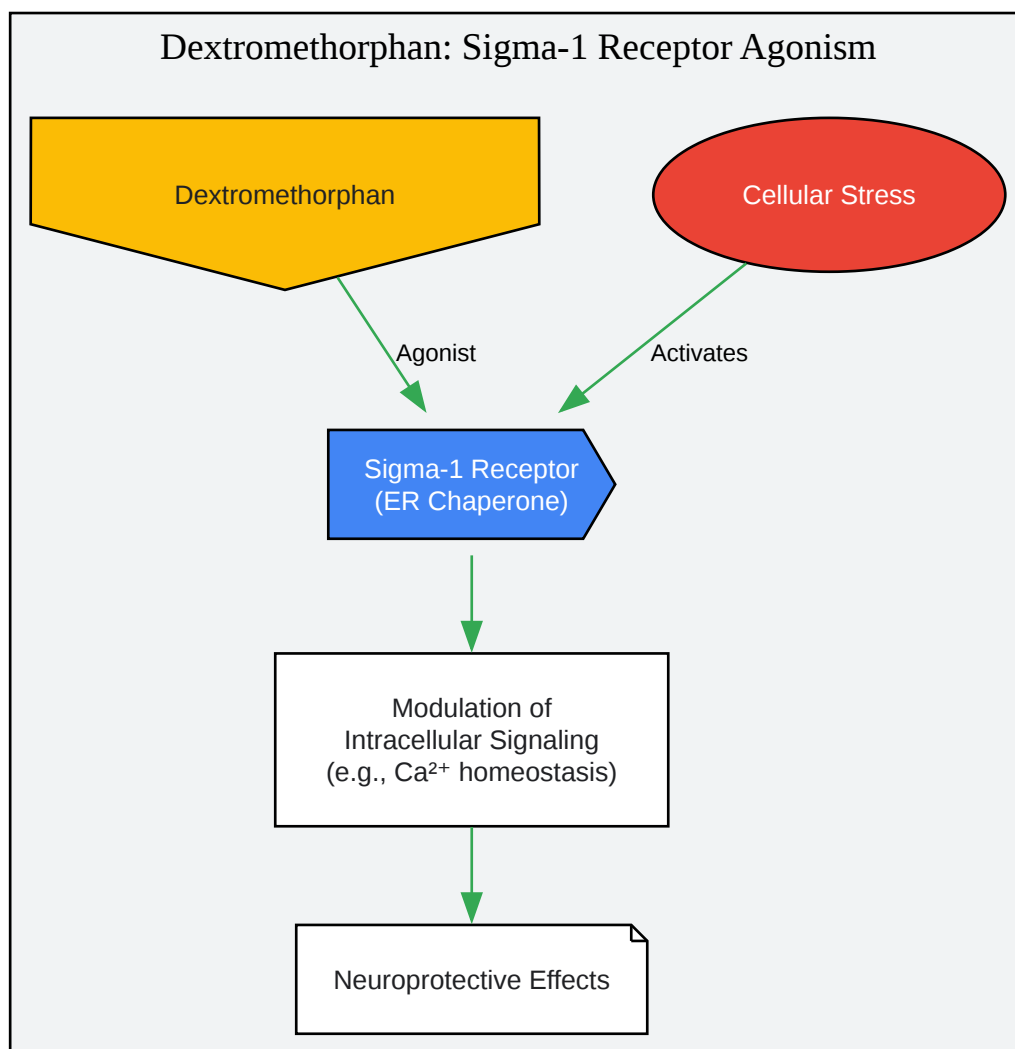 Dextromethorphan: Sigma-1 Receptor Agonism
Dextromethorphan
Cellular Stress
Agonist
Activates
Sigma-1 Receptor
(ER Chaperone)
Modulation of
Intracellular Signaling
(e.g., Ca²⁺ homeostasis)
Neuroprotective Effects